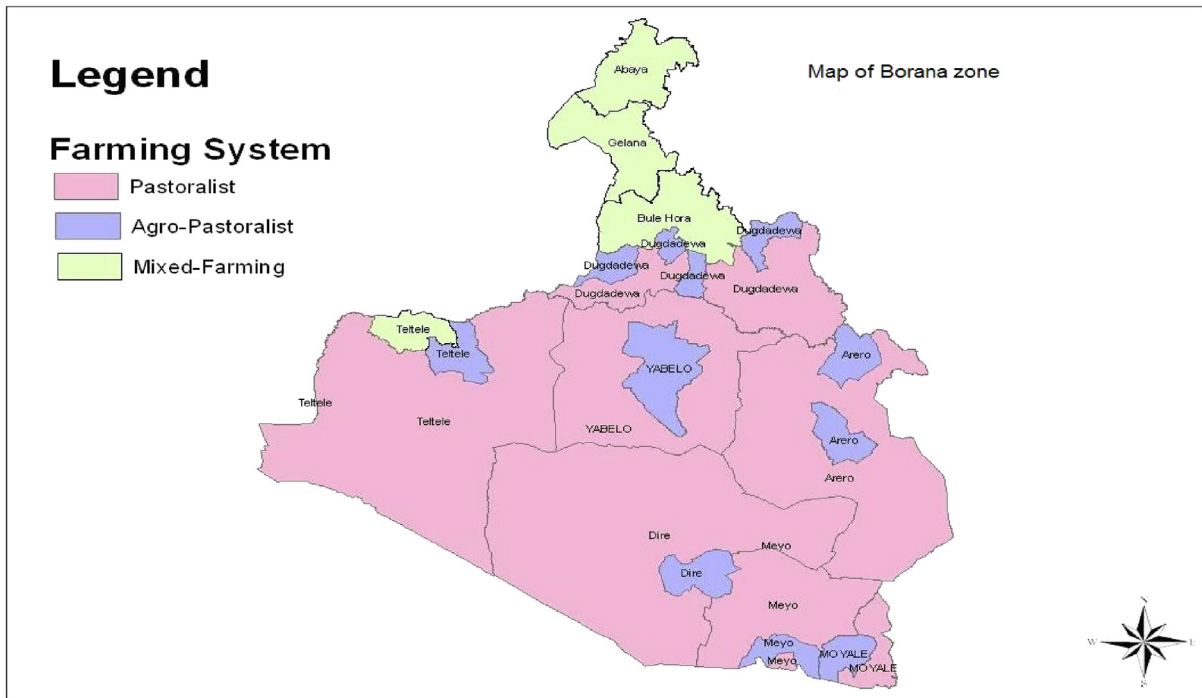 Legend
Map of Borana zone
Farming System
Pastoralist
Agro-Pastoralist
Mixed-Farming
Abaya
Gelana
Bule Hora
Dugdadewa
Dugdadewa
Dugdadewa
Dugdadewa
Dugdadewa
Dugdadewa
Teltele
Teltele
Arero
YABELO
Teltele
Teltele
YABELO
Arero
Arero
Dire
Meyo
Dire
Meyo
Meyo
MOYALE
Meyo
MOYALE
N
W
E
S